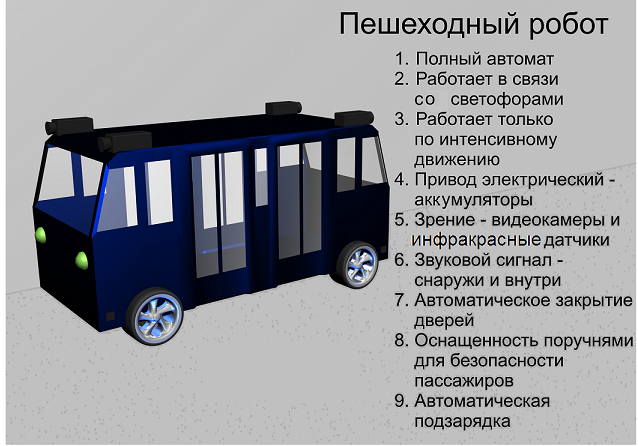 Пешеходный робот
1. Полный автомат
2. Работает в связи
со светофорами
3. Работает только
по интенсивному
движению
4. Привод электрический -
аккумуляторы
5. Зрение - видеокамеры и
инфракрасные датчики
6. Звуковой сигнал -
снаружи и внутри
7. Автоматическое закрытие
дверей
8. Оснащенность поручнями
для безопасности
пассажиров
9. Автоматическая
подзарядка